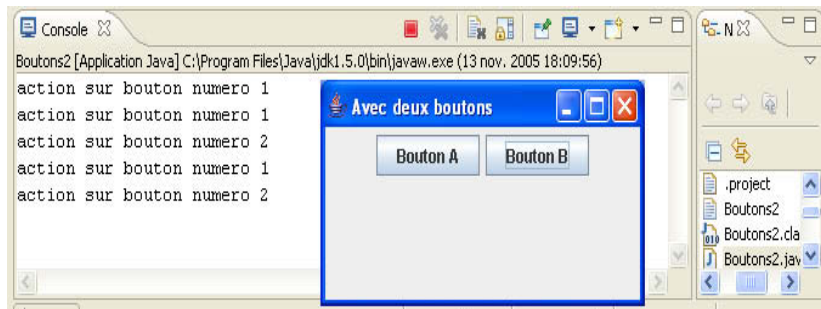 Console
Boutons2 [Application Java] C:\Program Files\Java\jdk1.5.0\bin\javaw.exe (13 nov. 2005 18:09:56)
action sur bouton numero 1
action sur bouton numero 1
action sur bouton numero 2
action sur bouton numero 1
action sur bouton numero 2
Avec deux boutons
Bouton A
Bouton B
N
.project
Boutons2
Boutons2.cla
Boutons2.jav